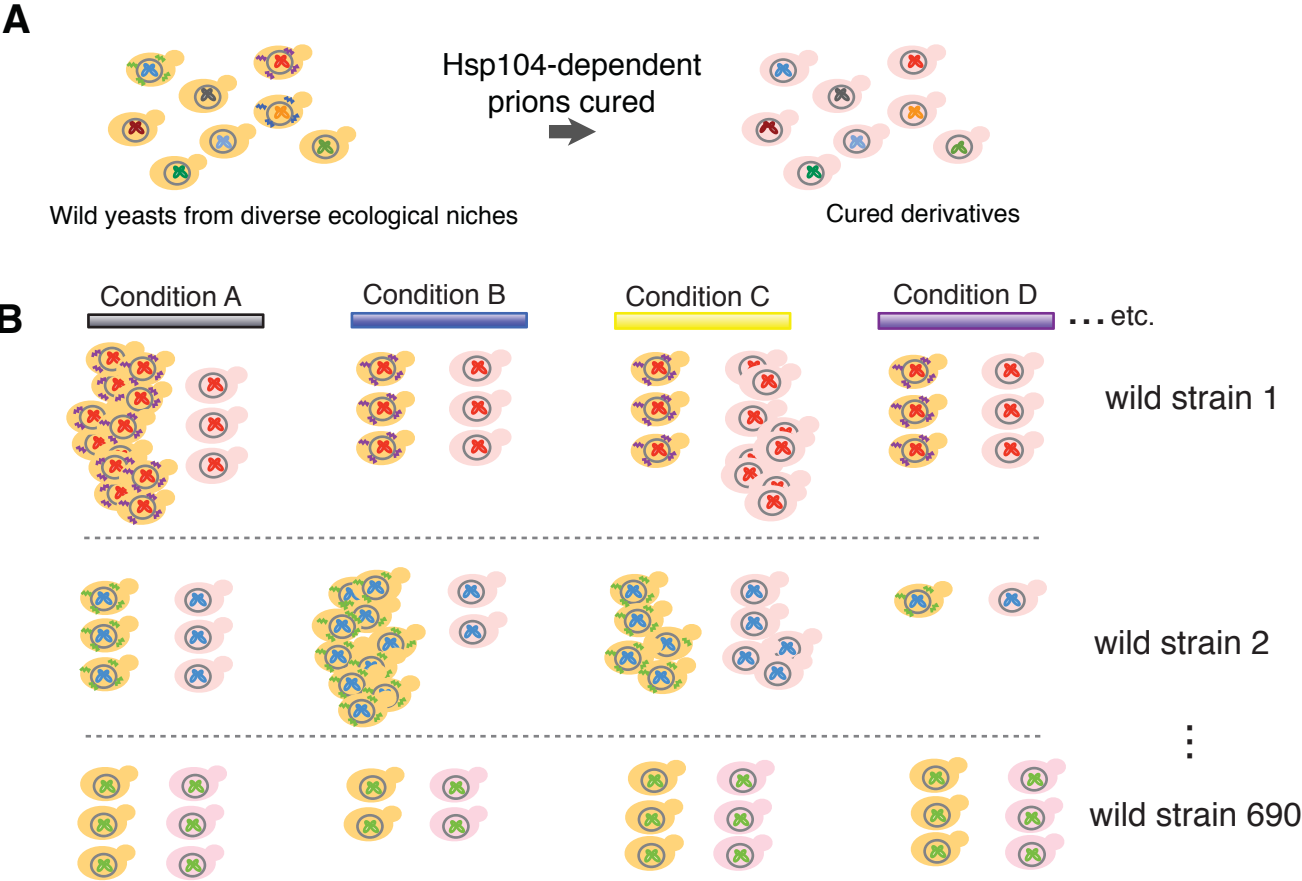 A
Hsp104-dependent
prions cured
Wild yeasts from diverse ecological niches
Cured derivatives
B
Condition A
Condition B
Condition C
Condition D
...etc.
wild strain 1
wild strain 2
⋮
wild strain 690